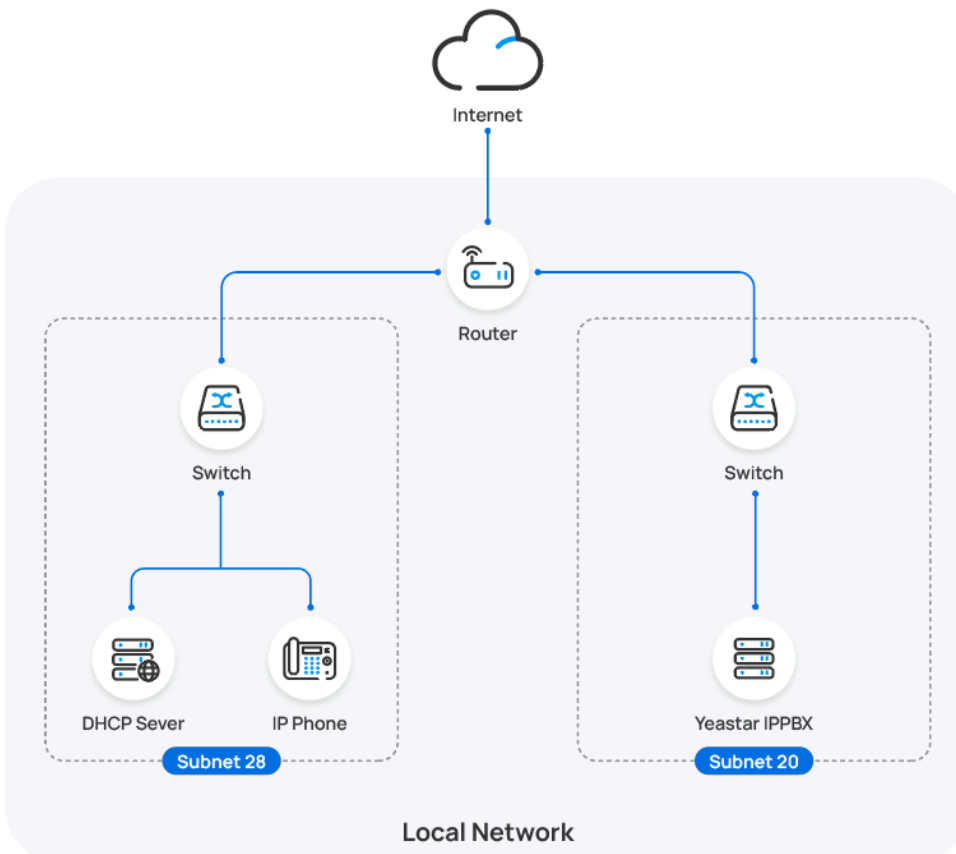 Internet
Router
Switch
Switch
DHCP Sever
IP Phone
Yeastar IPPBX
Subnet 28
Subnet 20
Local Network